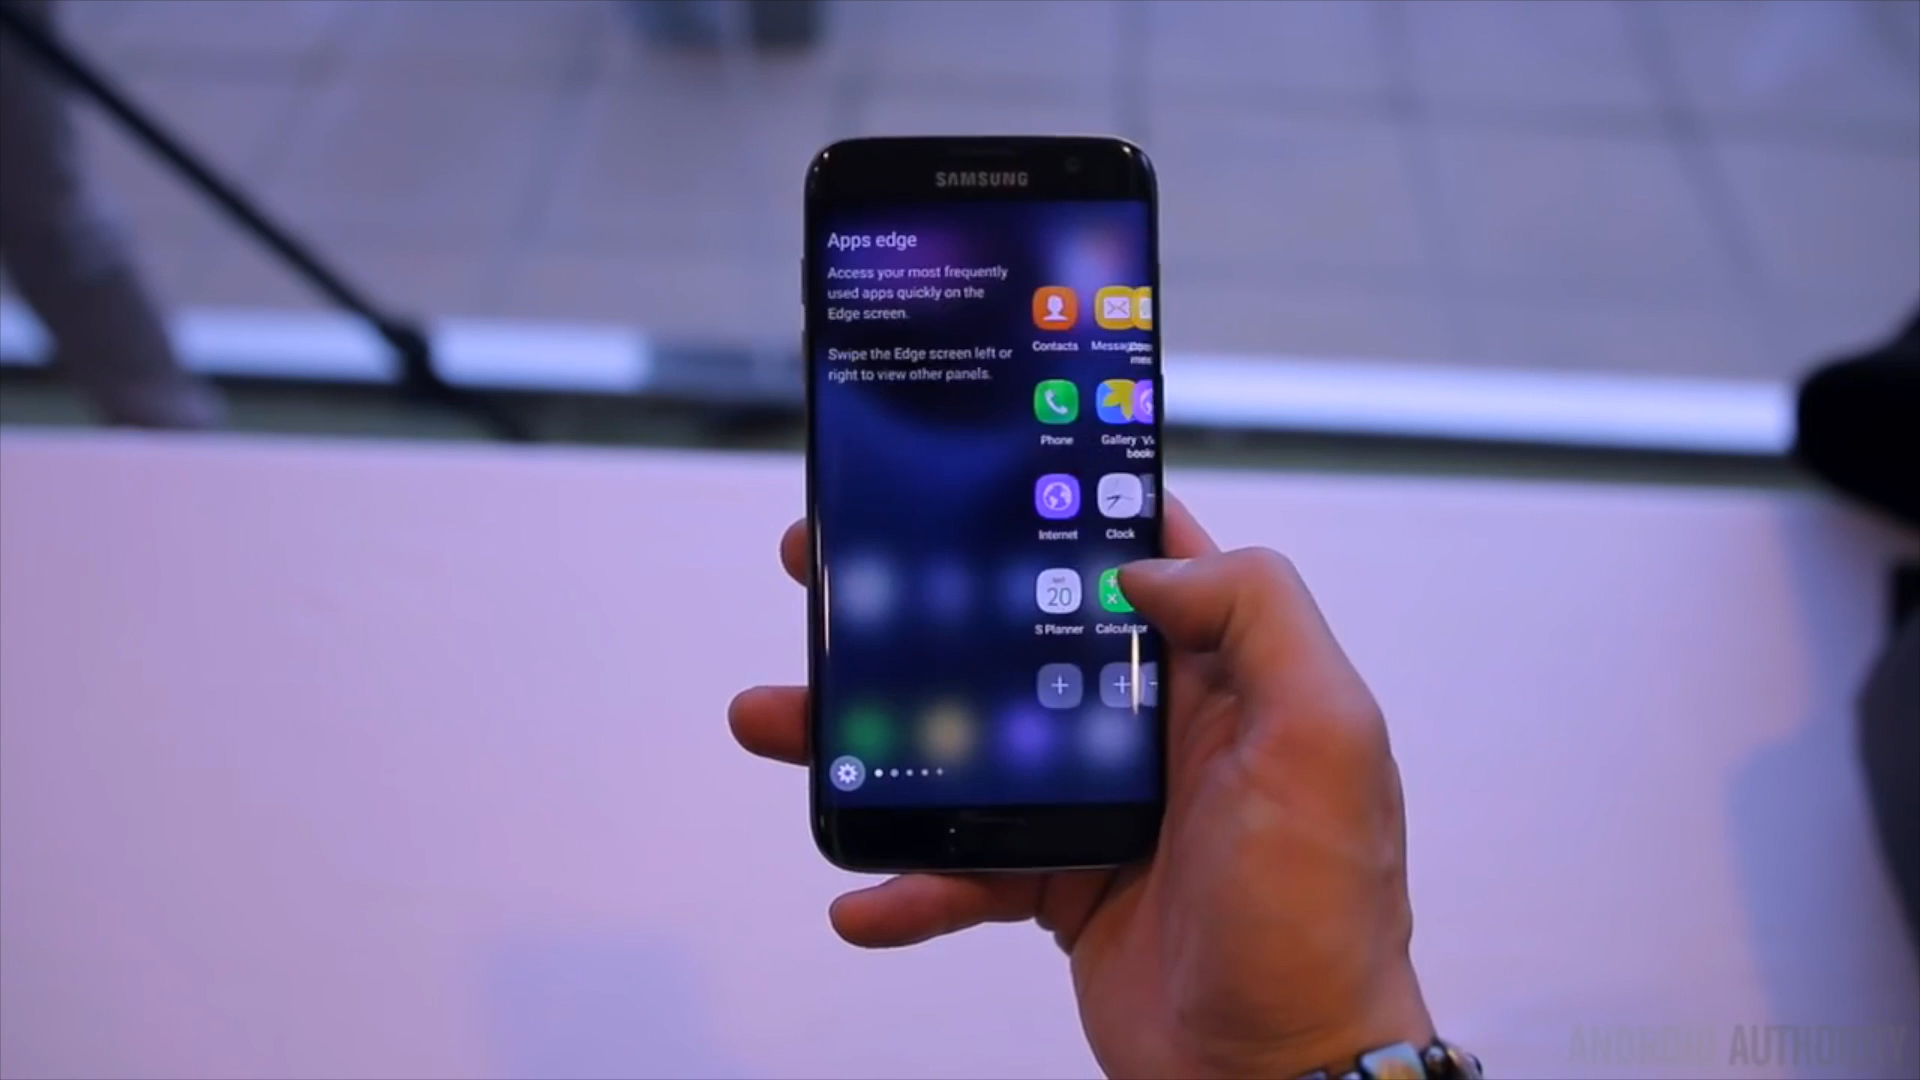 SAMSUNG
Apps edge
Access your most frequently
used apps quickly on the
Edge screen.
Swipe the Edge screen left or
right to view other panels.
Contacts
Phone
Gallery
Internet
Clock
20
S Planner
Calculator
ANDROID AUTHORITY